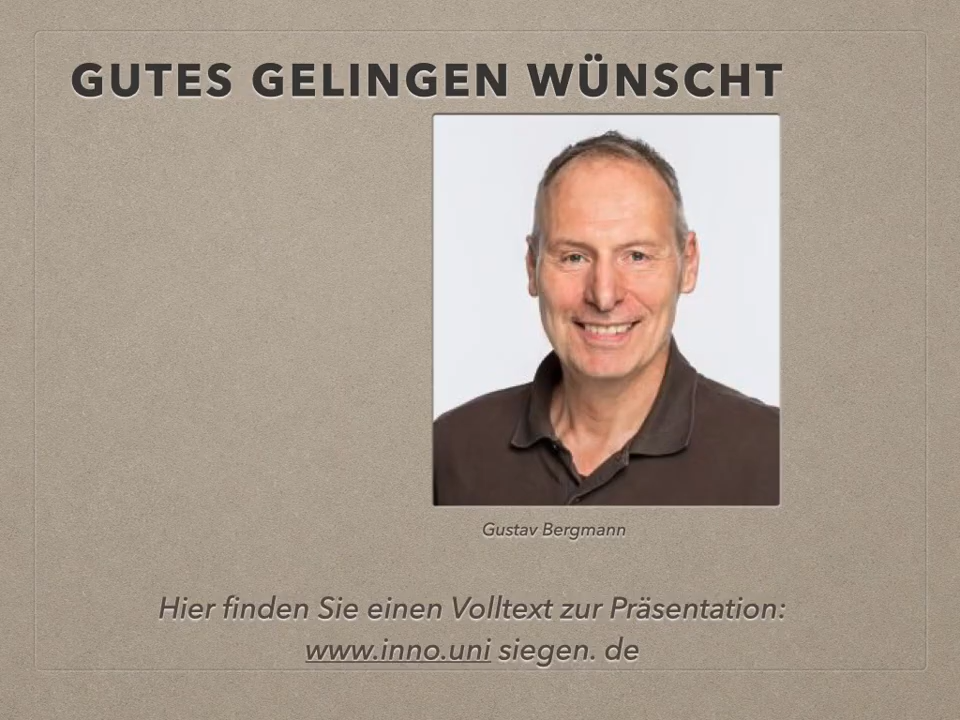 GUTES GELINGEN WÜNSCHT
Gustav Bergmann
Hier finden Sie einen Volltext zur Präsentation:
www.inno.uni siegen. de